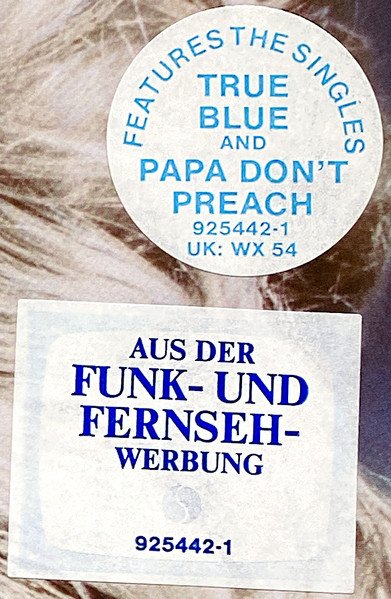 FEATURES THE SINGLES
TRUE
BLUE
AND
PAPA DON'T
PREACH
925442-1
UK: WX 54
AUS DER
FUNK- UND
FERNSEH-
WERBUNG
925442-1